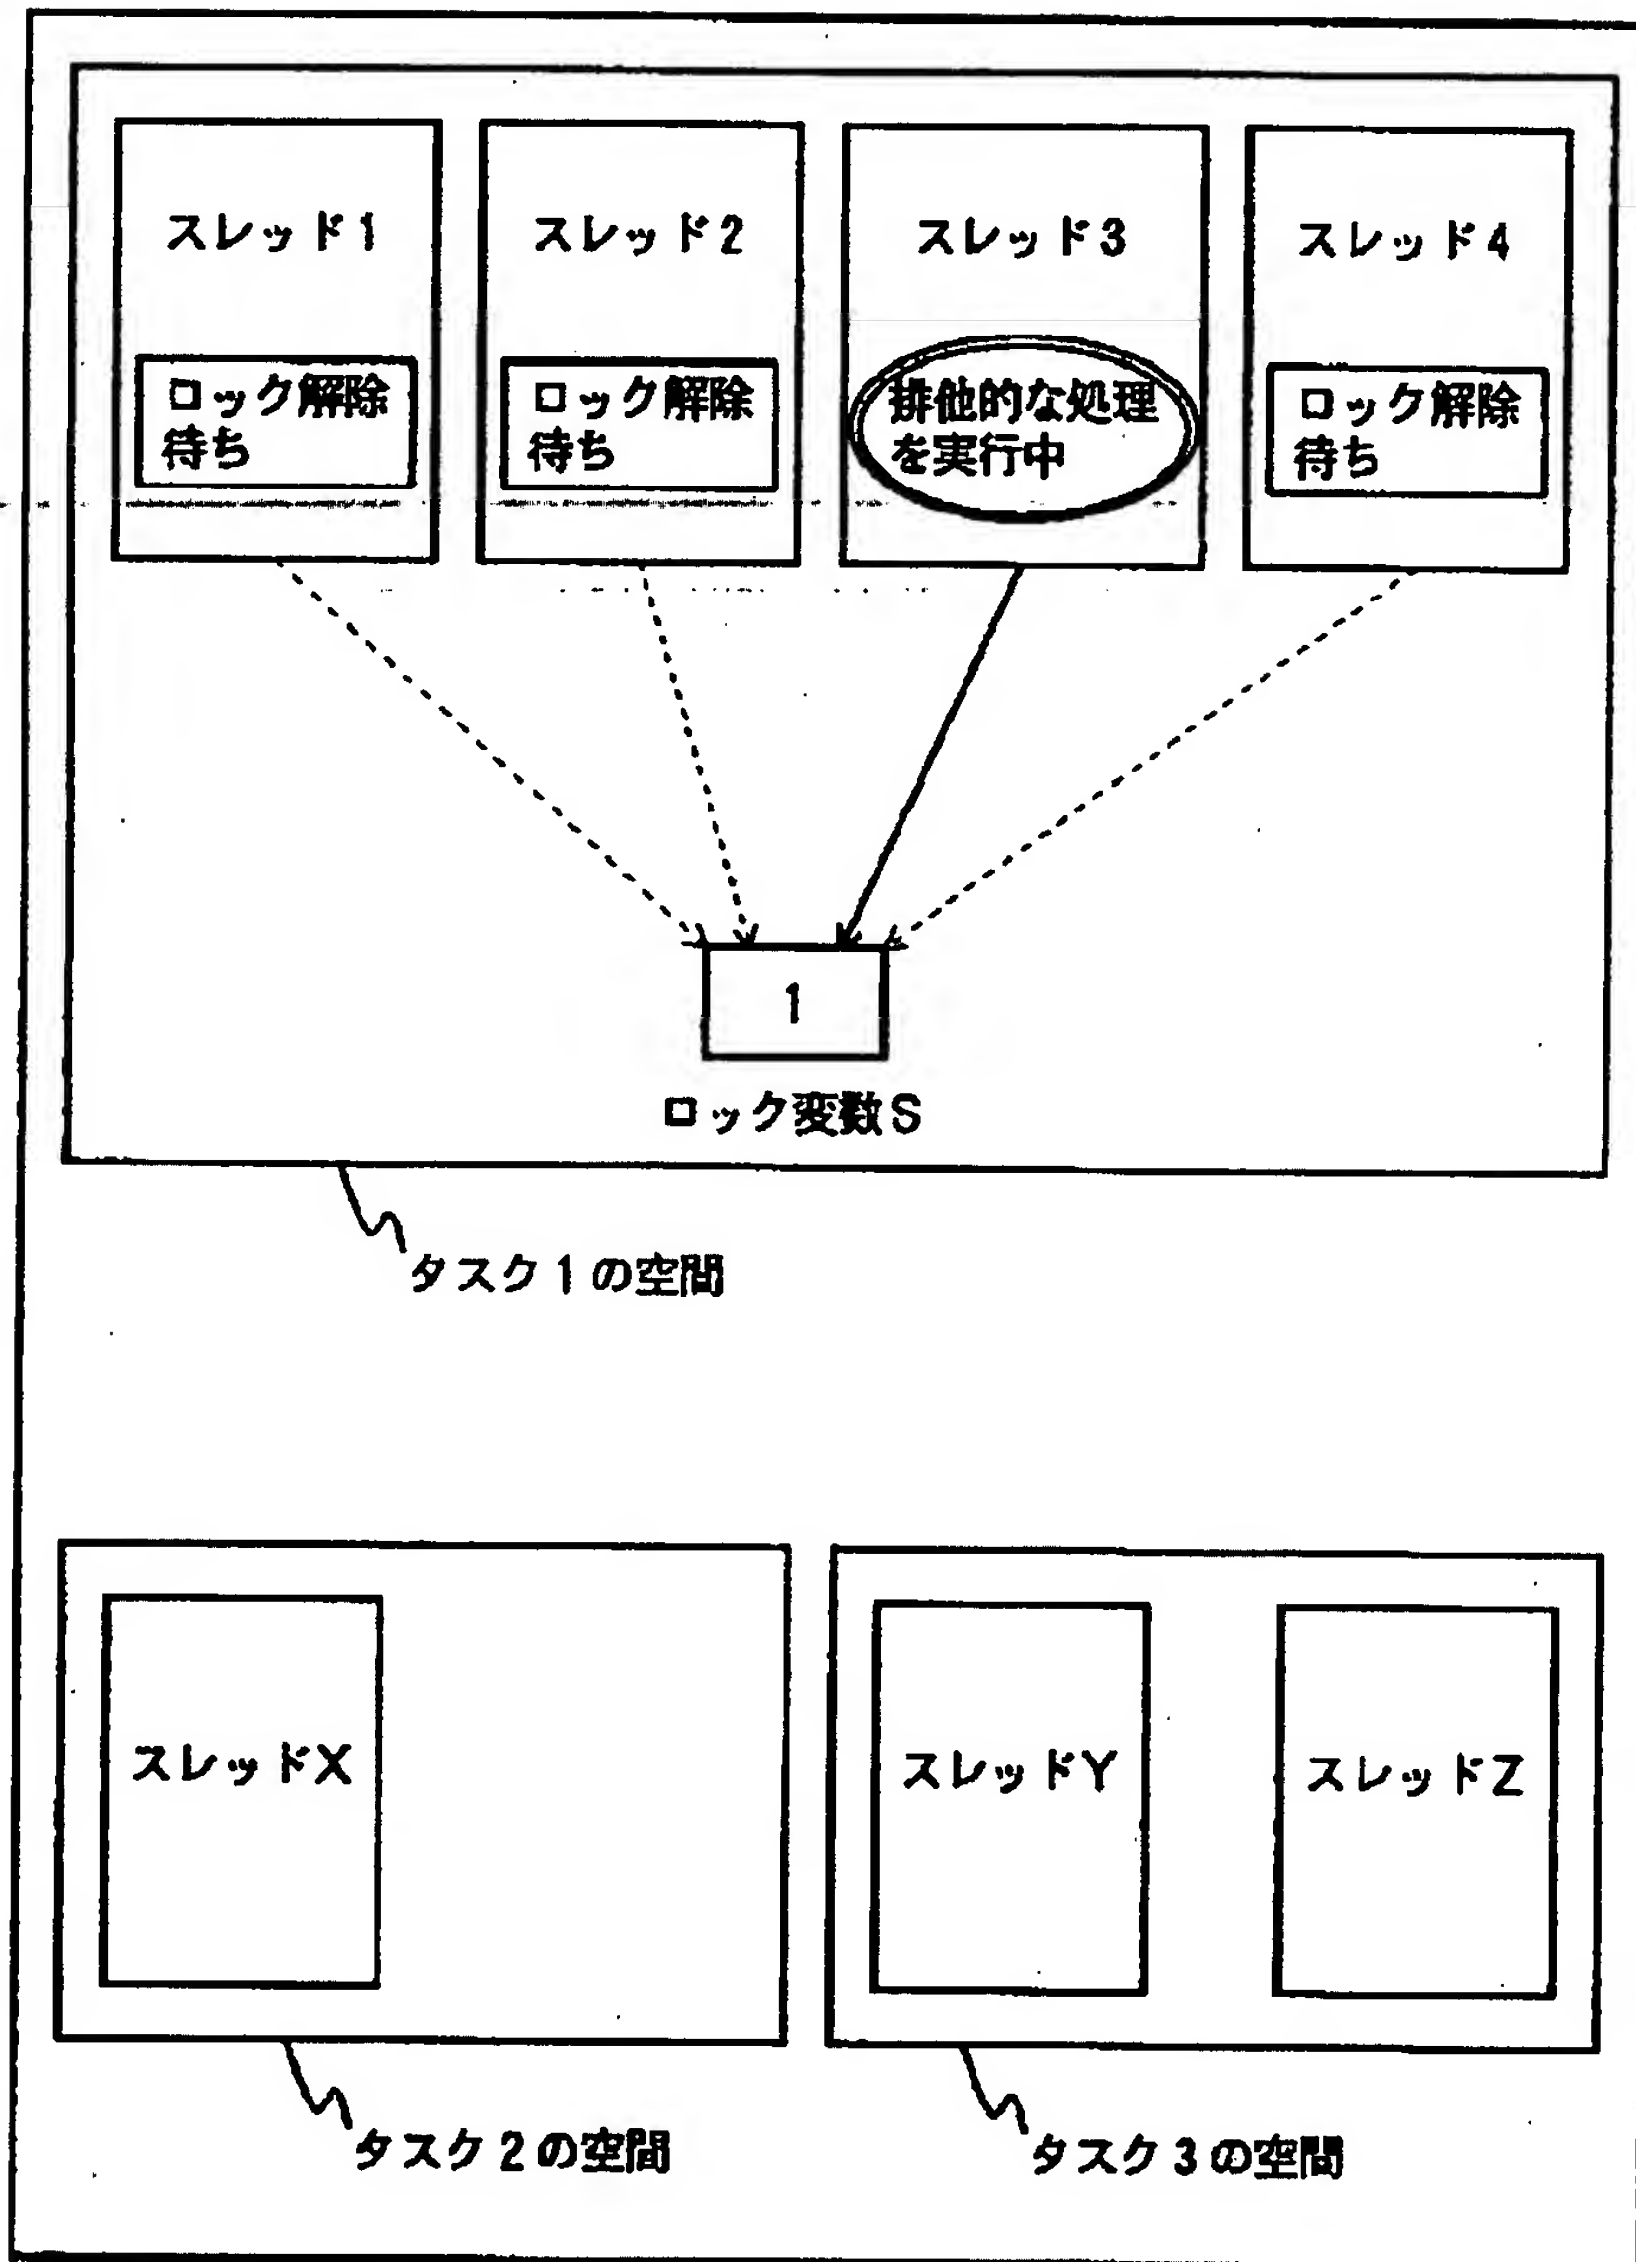 スレッド1
スレッド2
スレッド3
スレッド4
ロック解除
待ち
ロック解除
待ち
排他的な処理
を実行中
ロック解除
待ち
1
ロック変数S
タスク1の空間
スレッドX
スレッドY
スレッドZ
タスク2の空間
タスク3の空間